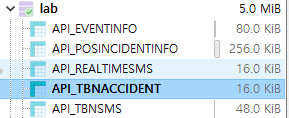 lab 5.0 MiB
API_EVENTINFO 80.0 KiB
API_POSINCIDENTINFO 256.0 KiB
API_REALTIMESMS 16.0 KiB
API_TBNACCIDENT 16.0 KiB
API_TBNSMS 48.0 KiB